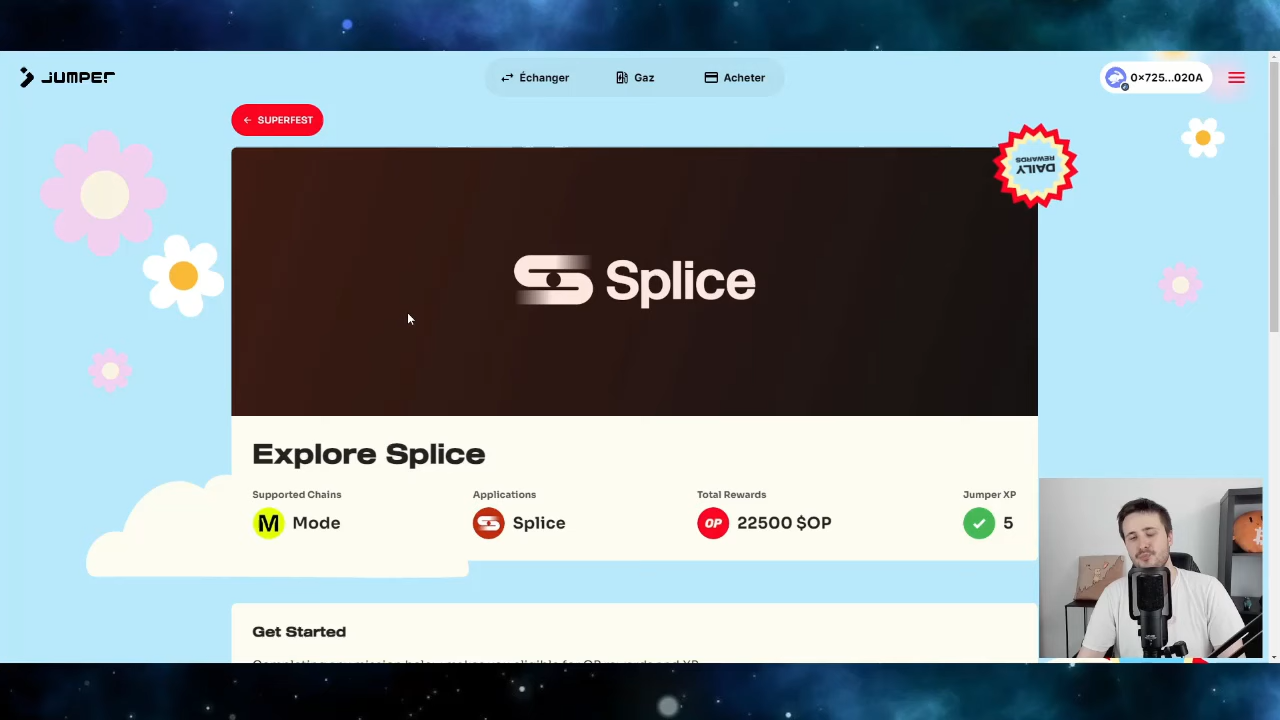 JUMPER
Échanger
Gaz
Acheter
0×725...020A
← SUPERFEST
DAILY
REWARDS
Splice
Explore Splice
Supported Chains
Applications
Total Rewards
Jumper XP
M Mode
Splice
OP 22500 $OP
5
Get Started